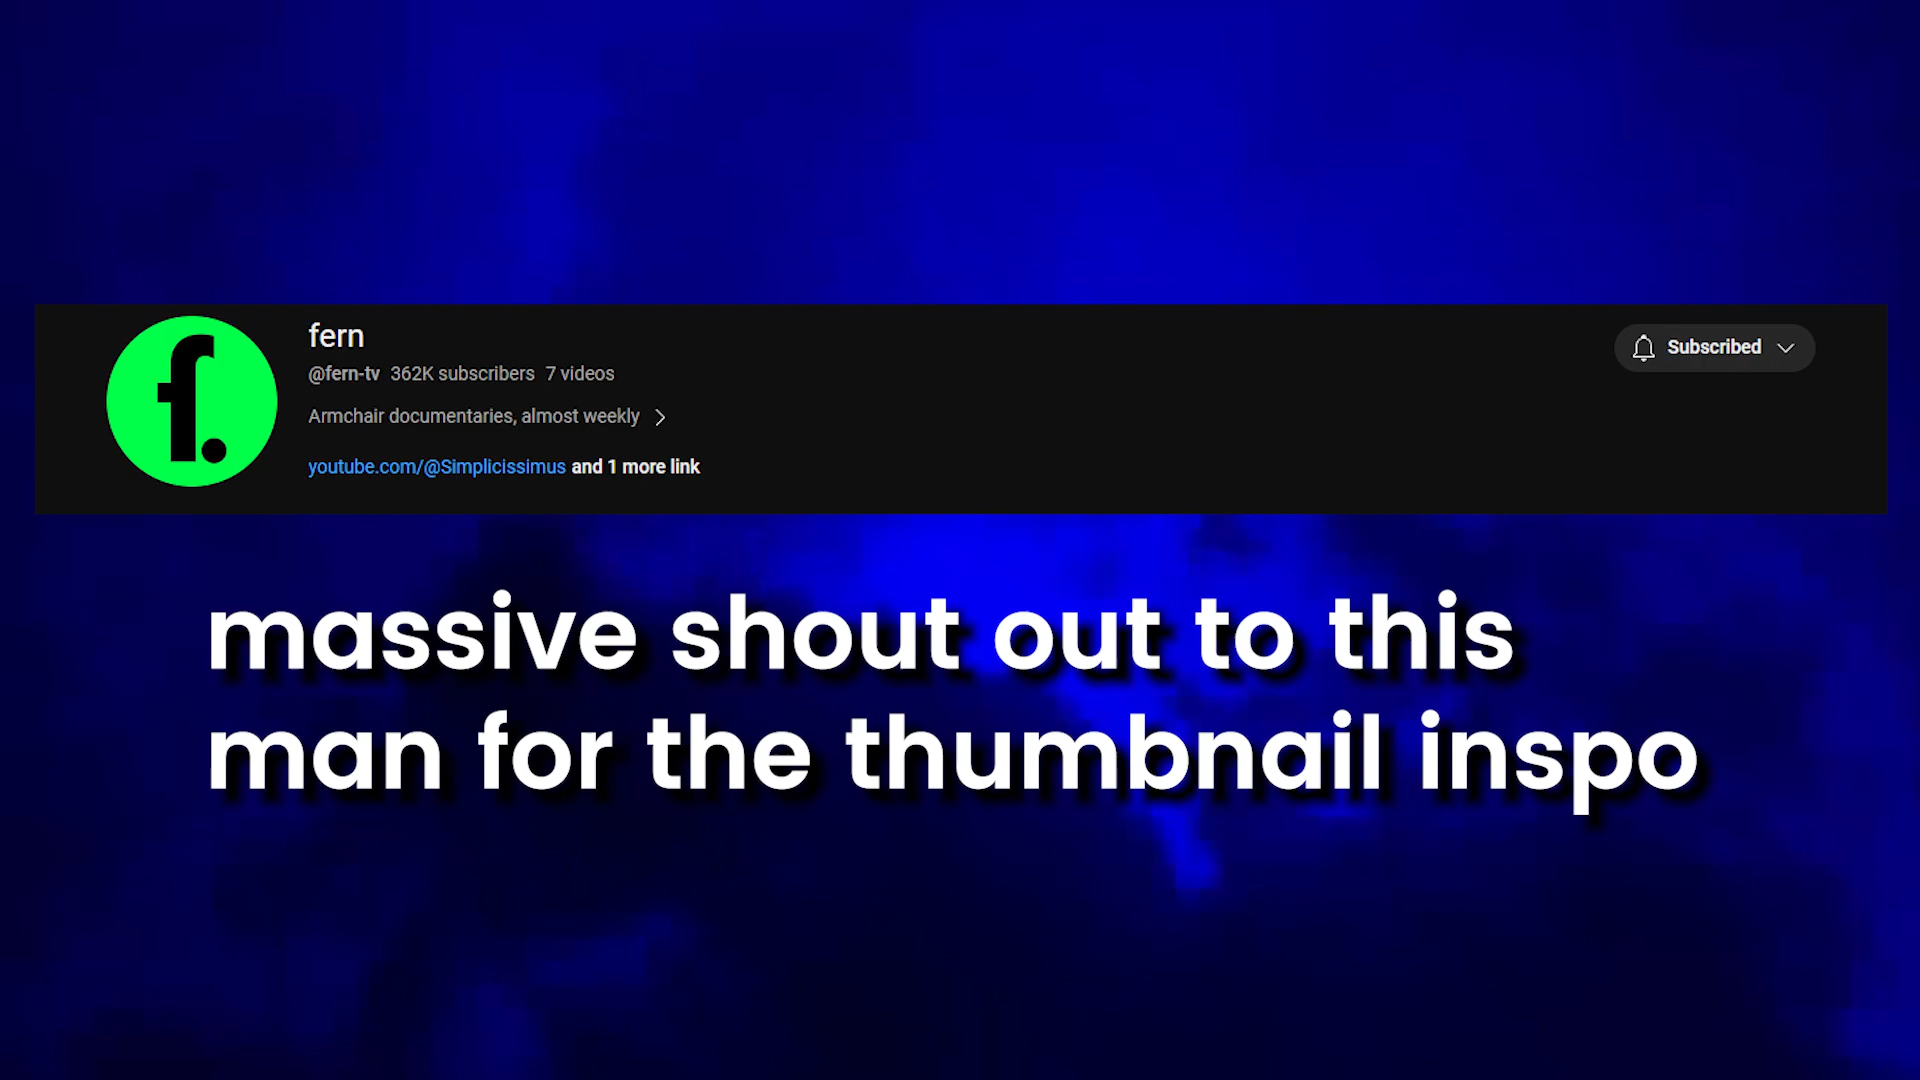 f.
fern
@fern-tv 362K subscribers 7 videos
Armchair documentaries, almost weekly
youtube.com/@Simplicissimus and 1 more link
Subscribed
massive shout out to this
man for the thumbnail inspo